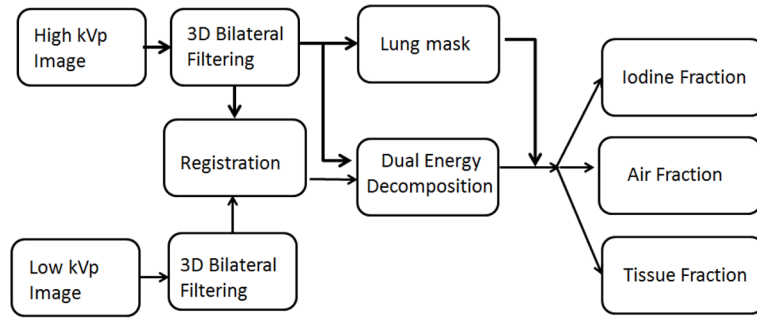 High kVp
Image
3D Bilateral
Filtering
Lung mask
Iodine Fraction
Registration
Dual Energy
Decomposition
Air Fraction
Low kVp
Image
3D Bilateral
Filtering
Tissue Fraction